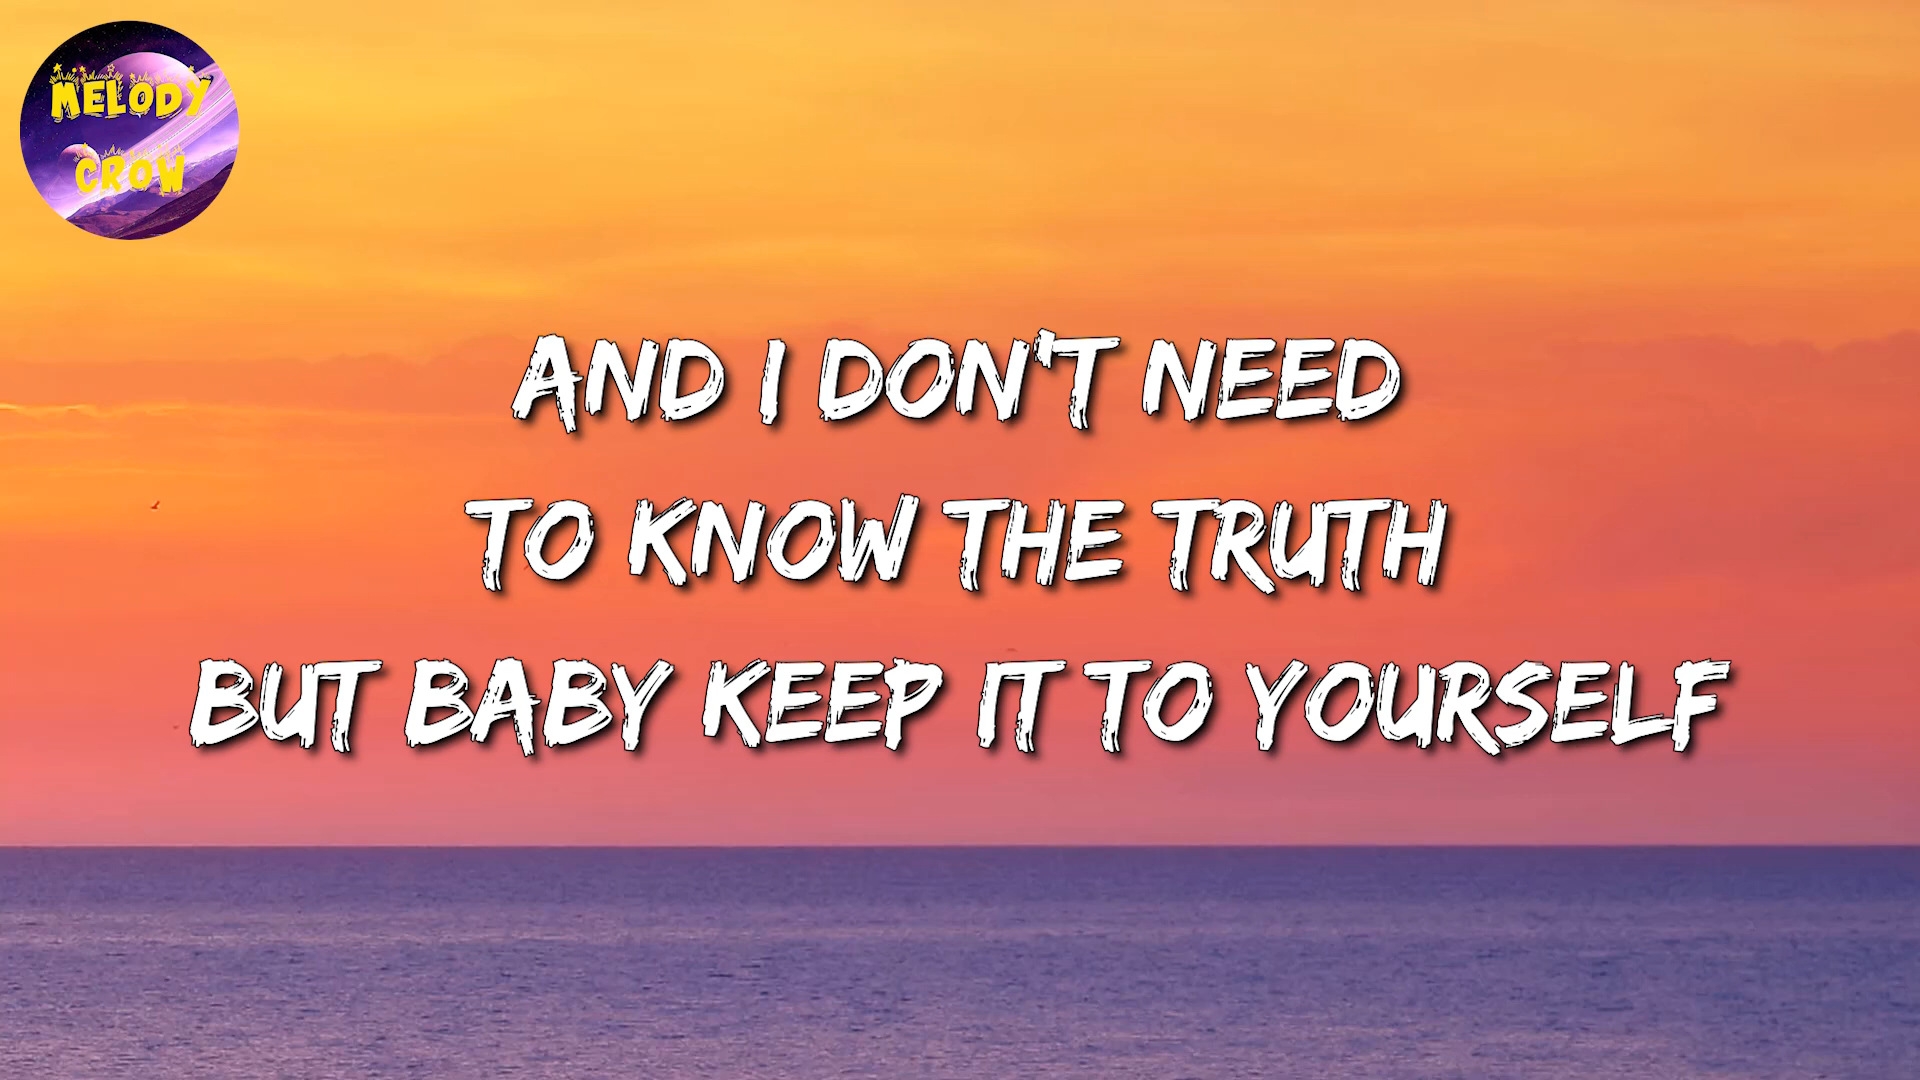 MELODY
CROW
AND I DON'T NEED
TO KNOW THE TRUTH
BUT BABY KEEP IT TO YOURSELF